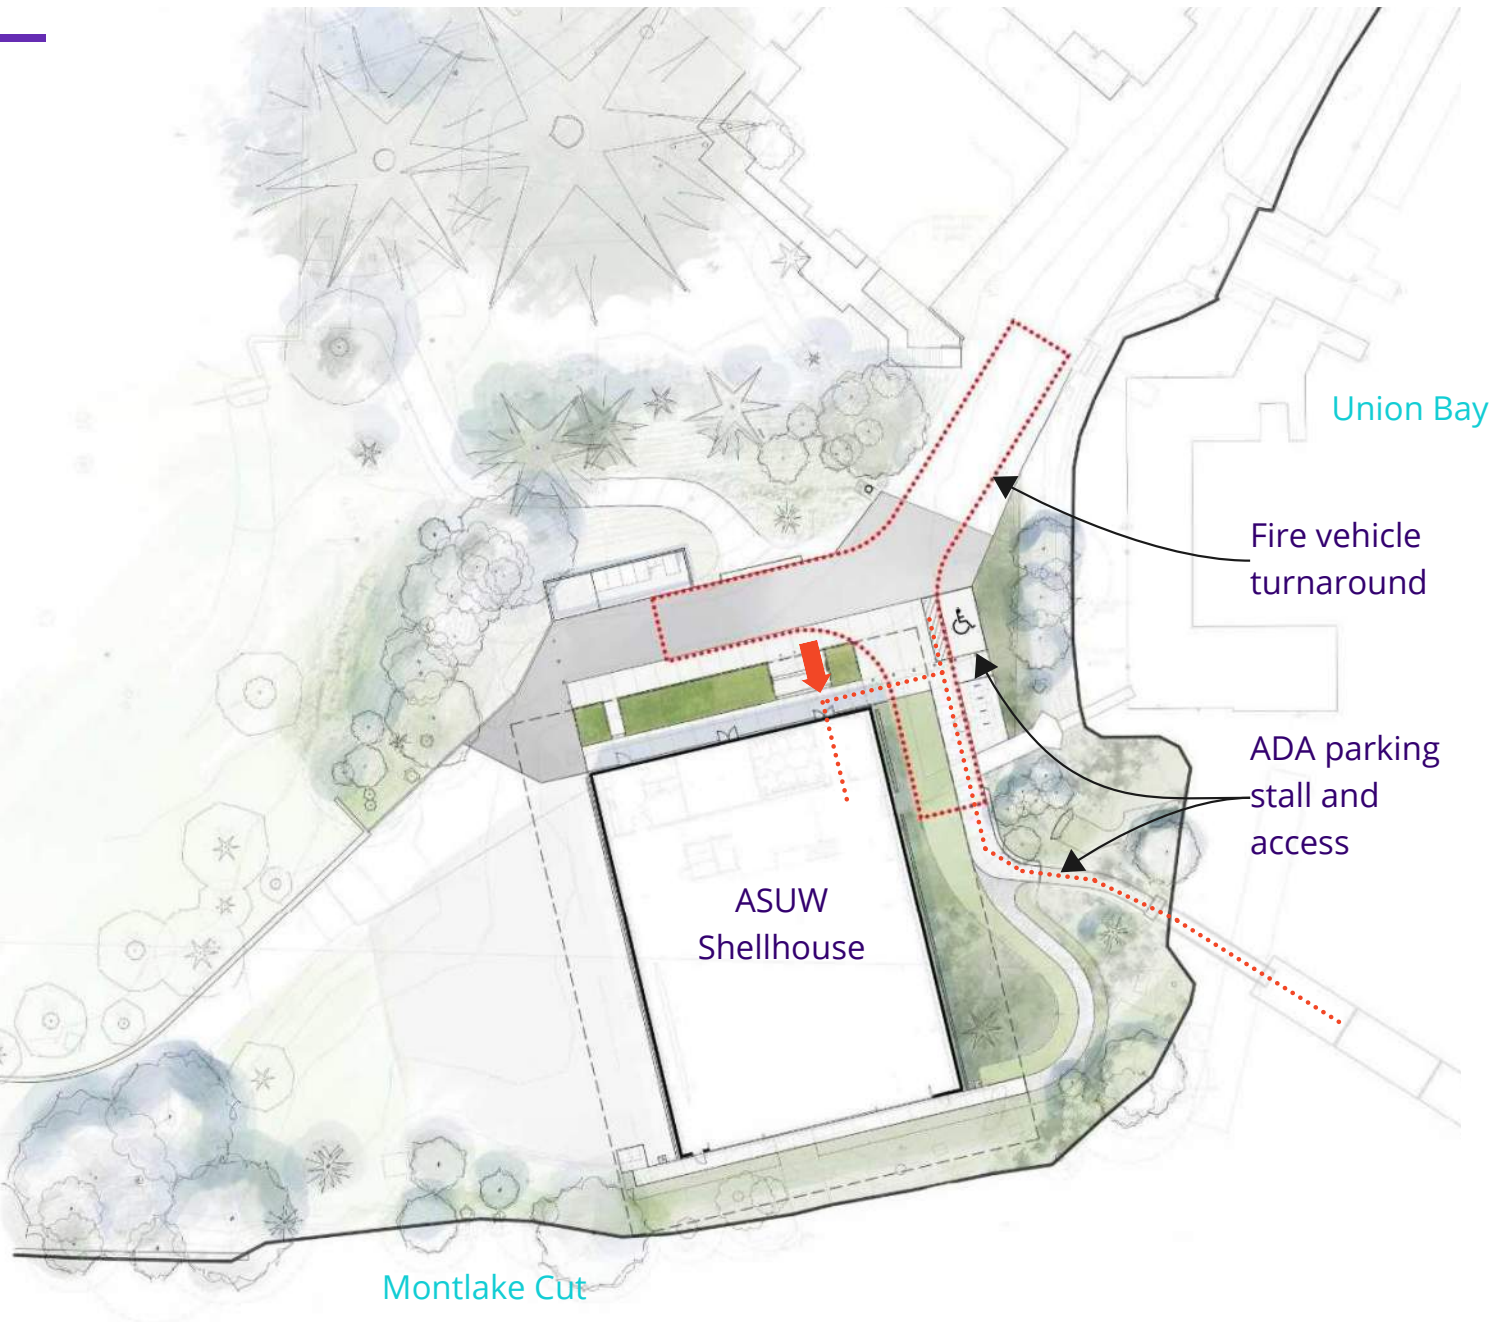 Union Bay
Fire vehicle
turnaround
ADA parking
stall and
access
ASUW
Shellhouse
Montlake Cut